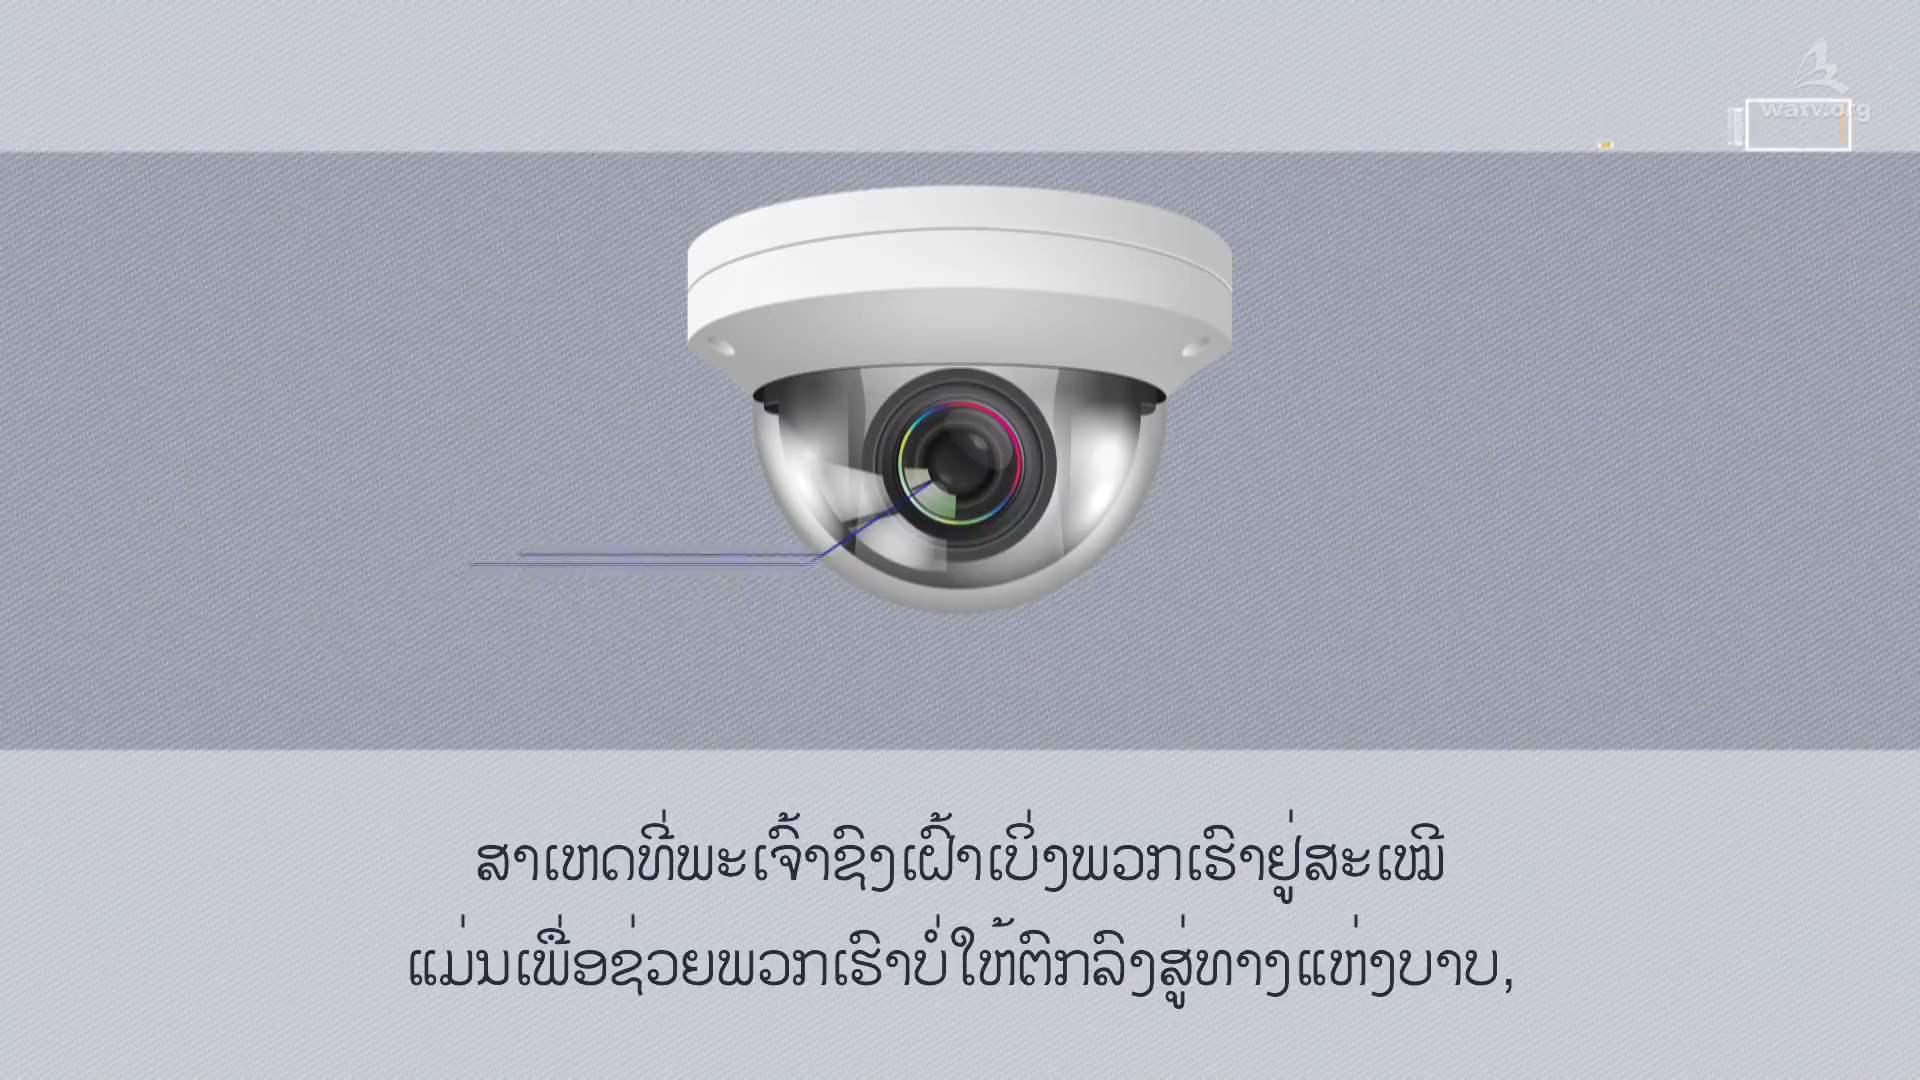 watv.org
ສາເຫດທີ່ພະເຈົ້າຊົງເຝົ້າເບິ່ງພວກເຮົາຢູ່ສະເໝີ
ແມ່ນເພື່ອຊ່ວຍພວກເຮົາບໍ່ໃຫ້ຕົກລົງສູ່ທາງແຫ່ງບາບ,